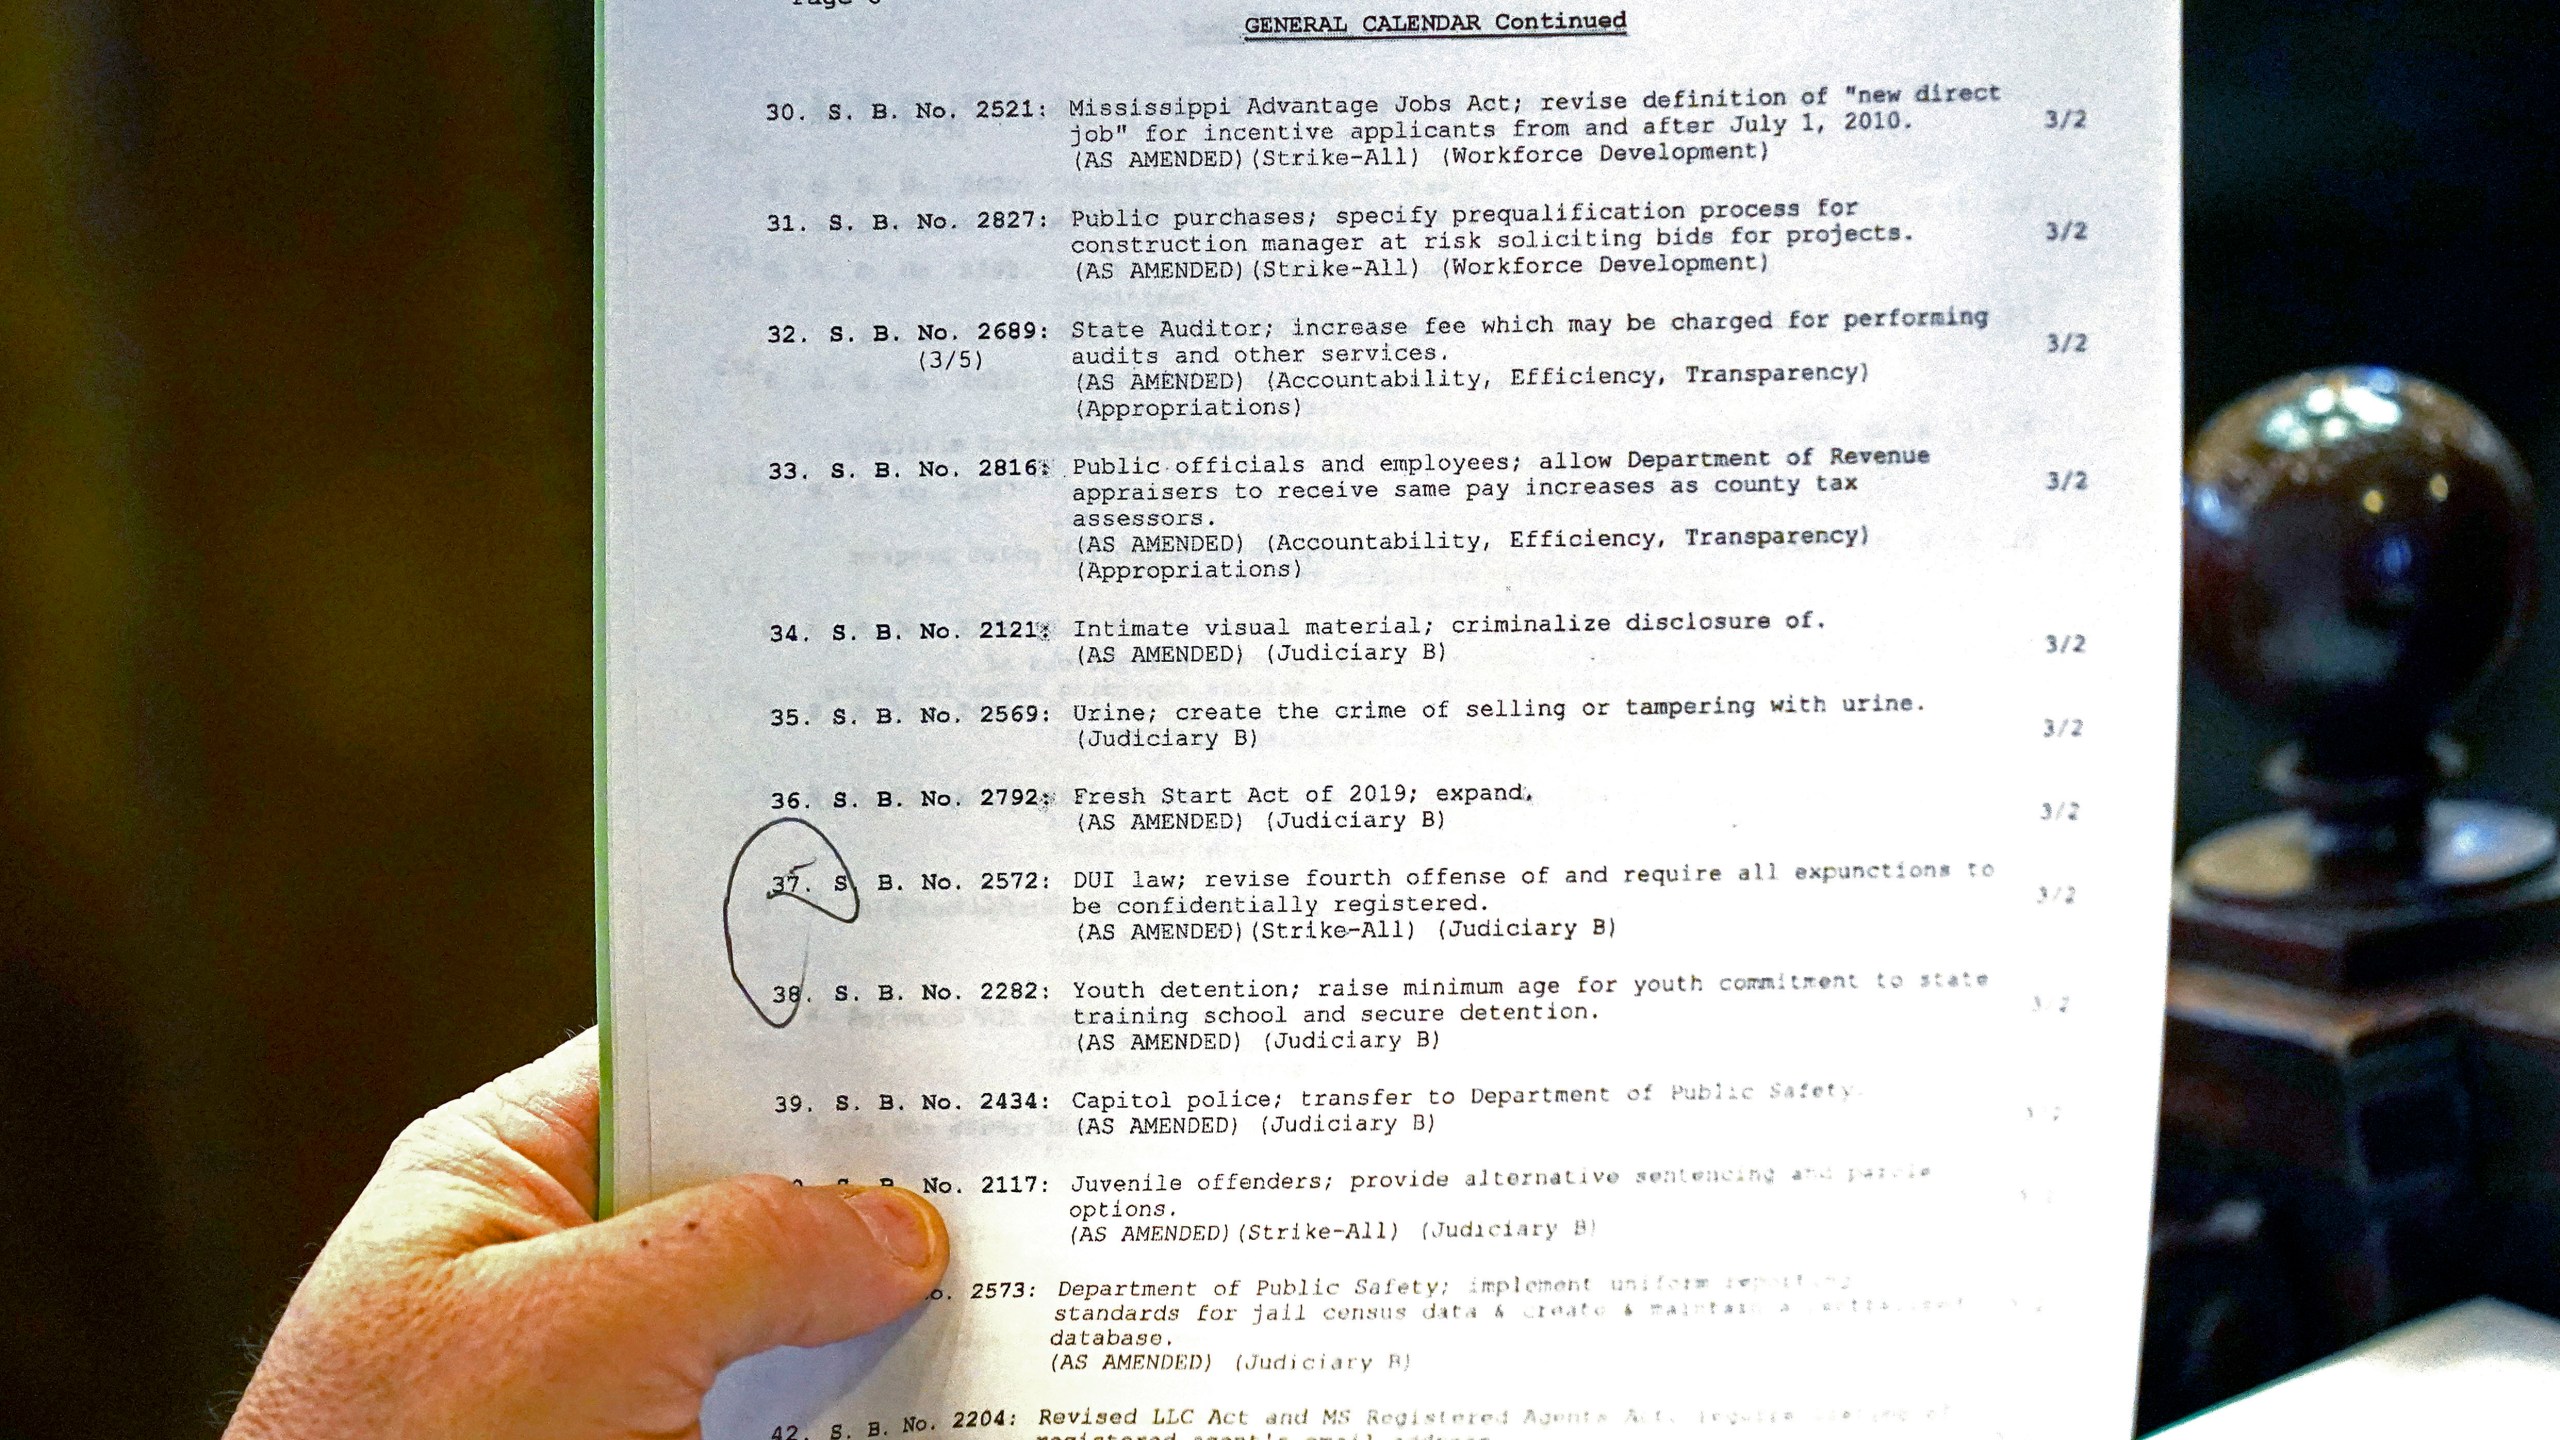 GENERAL CALENDAR Continued
30. S. B. No. 2521: Mississippi Advantage Jobs Act; revise definition of "new direct
job" for incentive applicants from and after July 1, 2010. 3/2
(AS AMENDED) (Strike-All) (Workforce Development)
31. S. B. No. 2827: Public purchases; specify prequalification process for
construction manager at risk soliciting bids for projects. 3/2
(AS AMENDED) (Strike-All) (Workforce Development)
32. S. B. No. 2689: State Auditor; increase fee which may be charged for performing
(3/5) audits and other services. 3/2
(AS AMENDED) (Accountability, Efficiency, Transparency)
(Appropriations)
33. S. B. No. 2816: Public officials and employees; allow Department of Revenue
appraisers to receive same pay increases as county tax 3/2
assessors.
(AS AMENDED) (Accountability, Efficiency, Transparency)
(Appropriations)
34. S. B. No. 2121: Intimate visual material; criminalize disclosure of.
(AS AMENDED) (Judiciary B) 3/2
35. S. B. No. 2569: Urine; create the crime of selling or tampering with urine.
(Judiciary B) 3/2
36. S. B. No. 2792: Fresh Start Act of 2019; expand.
(AS AMENDED) (Judiciary B) 3/2
37. S. B. No. 2572: DUI law; revise fourth offense of and require all expunctions to
be confidentially registered. 3/2
(AS AMENDED) (Strike-All) (Judiciary B)
38. S. B. No. 2282: Youth detention; raise minimum age for youth commitment to state
training school and secure detention. 3/2
(AS AMENDED) (Judiciary B)
39. S. B. No. 2434: Capitol police; transfer to Department of Public Safety.
(AS AMENDED) (Judiciary B)
No. 2117: Juvenile offenders; provide alternative sentencing and parole
options.
(AS AMENDED) (Strike-All) (Judiciary B)
2573: Department of Public Safety; implement uniform reporting
standards for jail census data & create & maintain a
database.
(AS AMENDED) (Judiciary B)
42. S. B. No. 2204: Revised LLC Act and MS Registered Agents Act;